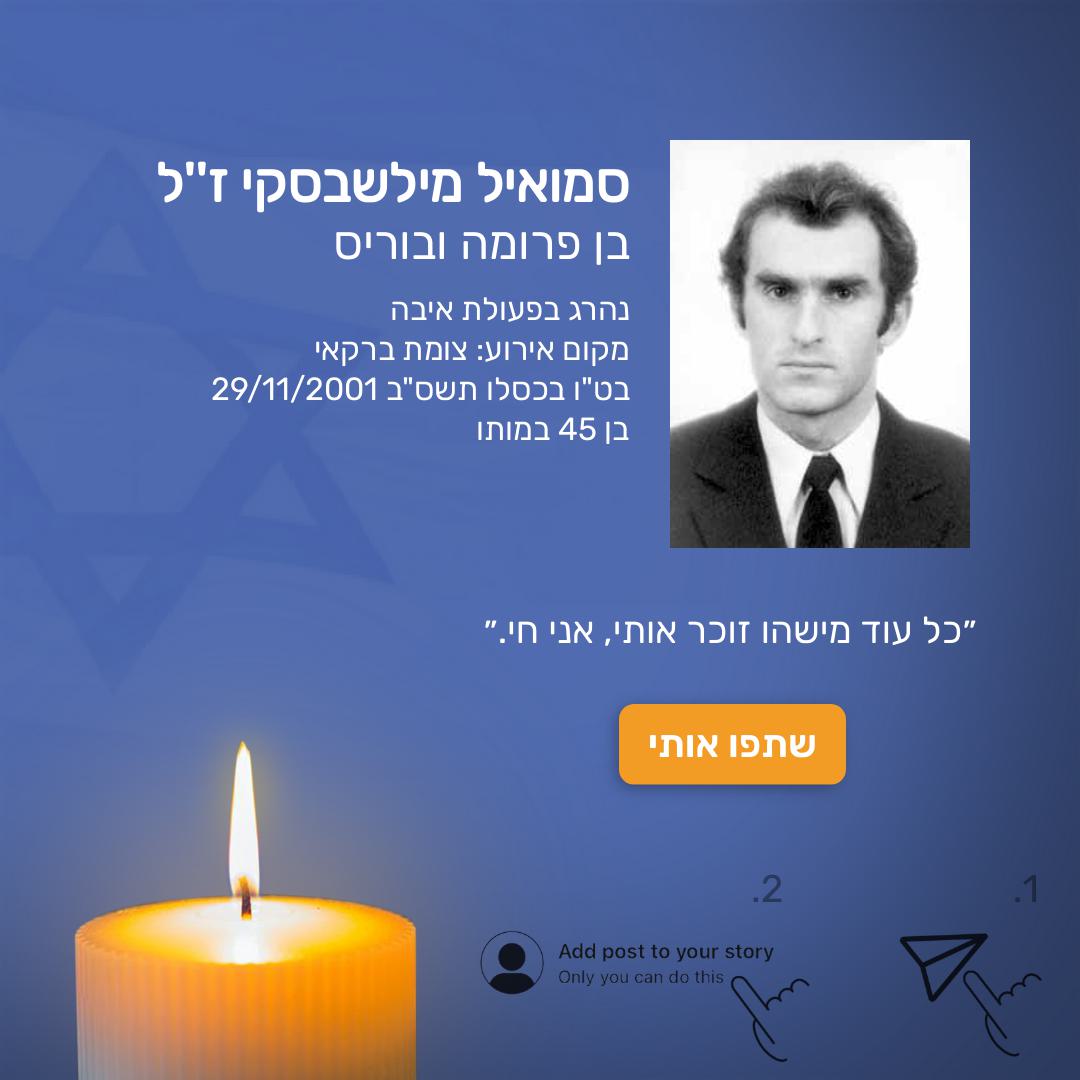 סמואיל מילשבסקי ז"ל
בן פרומה ובוריס
נהרג בפעולת איבה
מקום אירוע: צומת ברקאי
בט"ו בכסלו תשס"ב 29/11/2001
בן 45 במותו
״כל עוד מישהו זוכר אותי, אני חי.״
שתפו אותי
1.
2.
Add post to your story
Only you can do this